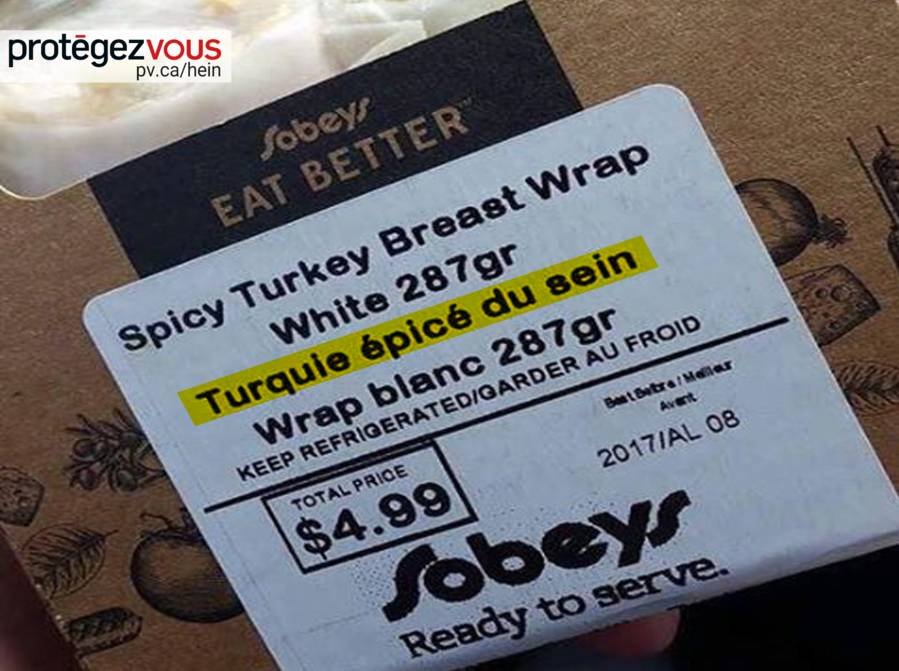 protēgezvous
pv.ca/hein
Sobeys
EAT BETTER™
Spicy Turkey Breast Wrap
White 287gr
Turquie épicé du sein
Wrap blanc 287gr
KEEP REFRIGERATED/GARDER AU FROID
Best Before / Meilleur
Avant
2017/AL 08
TOTAL PRICE
$4.99
Sobeys
Ready to serve.